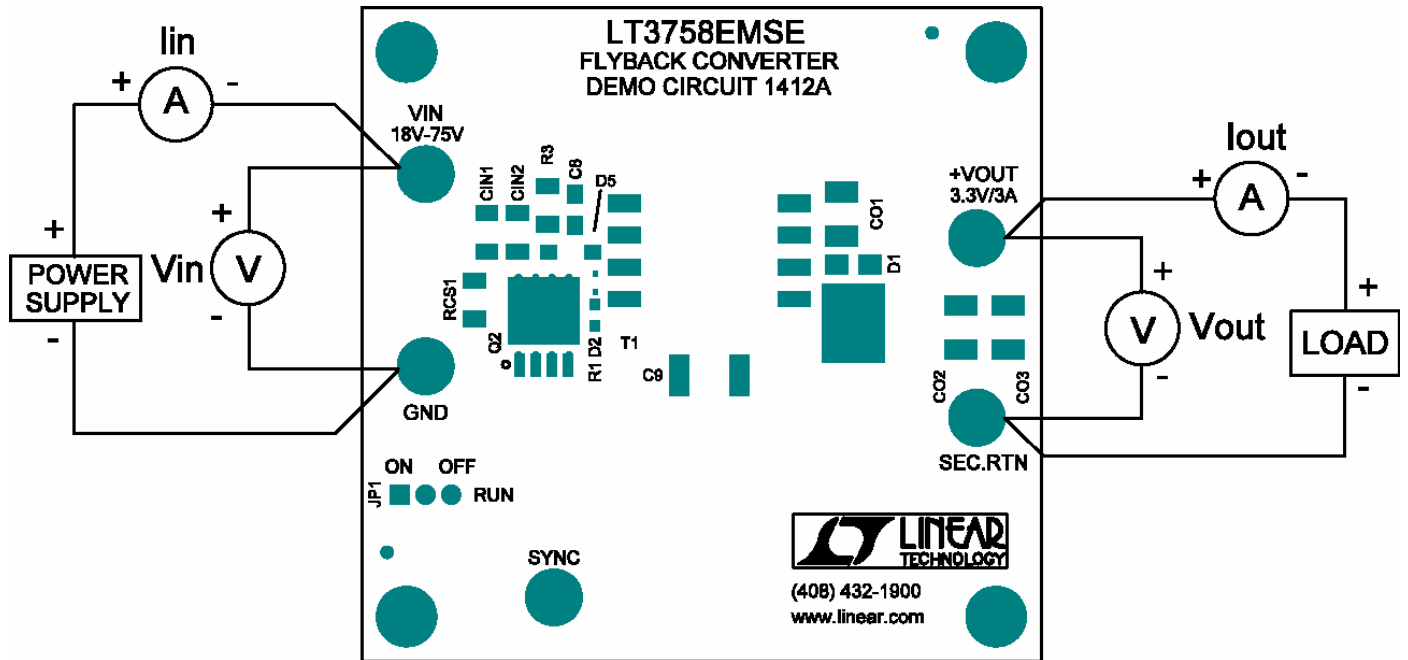 LT3758EMSE
FLYBACK CONVERTER
DEMO CIRCUIT 1412A
Iin
+
A
-
VIN
18V-75V
+
POWER
SUPPLY
-
Vin
+
V
-
GND
CIN1
CIN2
R3
C6
D5
RCS1
Q2
R1
D2
T1
C9
CO1
D1
+VOUT
3.3V/3A
CO2
CO3
SEC.RTN
Iout
+
A
-
+
V
-
Vout
+
LOAD
-
ON
OFF
JP1
RUN
SYNC
LT LINEAR
TECHNOLOGY
(408) 432-1900
www.linear.com